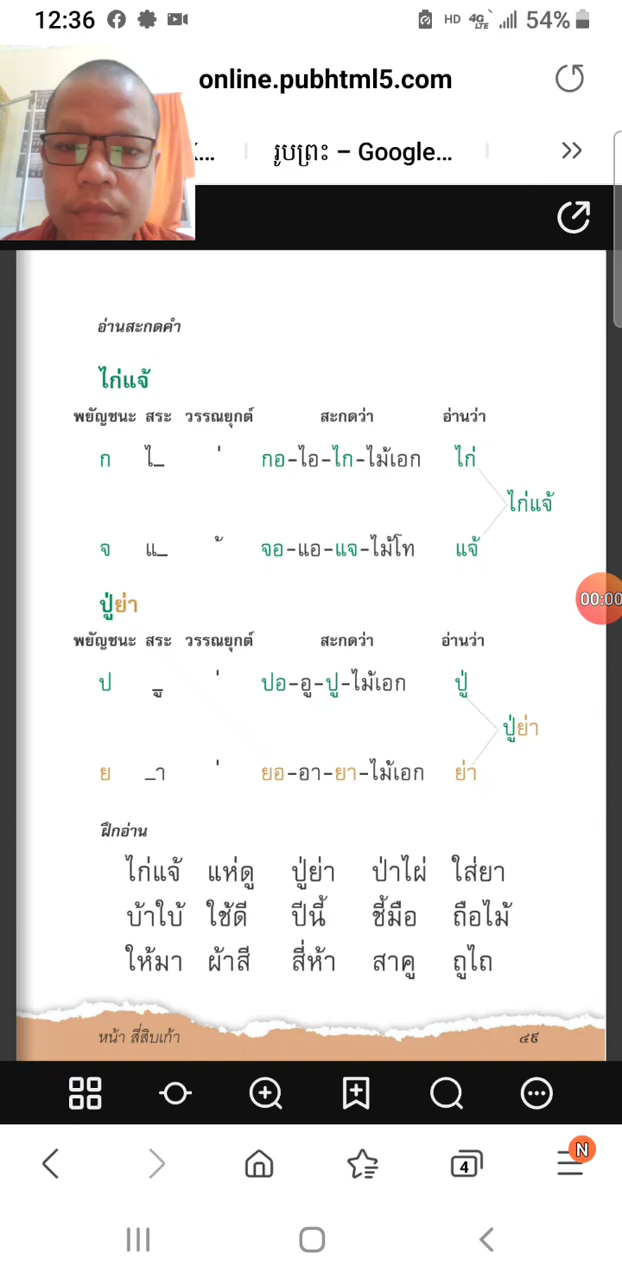 12:36 HD 4G LTE 54%
online.pubhtml5.com
... រូបព្រះ – Google...
อ่านสะกดคำ
ไก่แจ้
พยัญชนะ สระ วรรณยุกต์ สะกดว่า อ่านว่า
ก ไ_ ่ กอ-ไอ-ไก-ไม้เอก ไก่
ไก่แจ้
จ แ_ ้ จอ-แอ-แจ-ไม้โท แจ้
00:00
ปู่ย่า
พยัญชนะ สระ วรรณยุกต์ สะกดว่า อ่านว่า
ป _ู ่ ปอ-อู-ปู-ไม้เอก ปู่
ปู่ย่า
ย _า ่ ยอ-อา-ยา-ไม้เอก ย่า
ฝึกอ่าน
ไก่แจ้ แห่ดู ปู่ย่า ป่าไผ่ ใส่ยา
บ้าใบ้ ใช้ดี ปีนี้ ชี้มือ ถือไม้
ให้มา ผ้าสี สี่ห้า สาคู ถูไถ
หน้า สี่สิบเก้า ๔๙
4 N